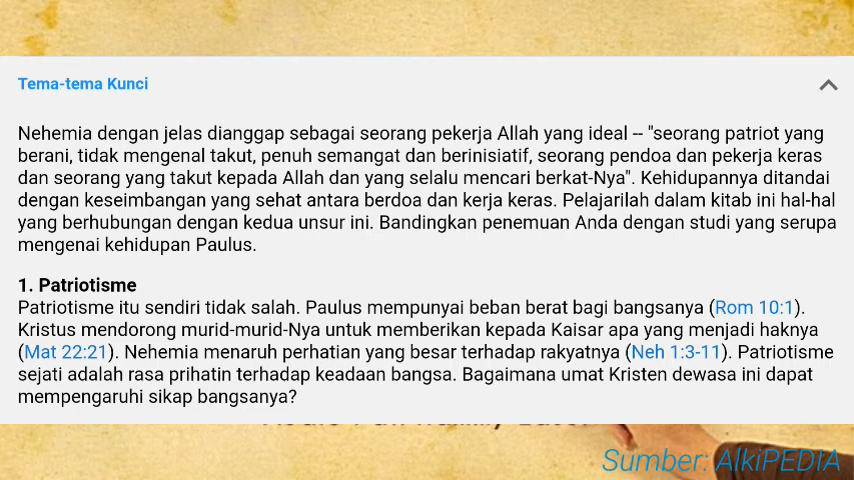 Tema-tema Kunci
Nehemia dengan jelas dianggap sebagai seorang pekerja Allah yang ideal -- "seorang patriot yang
berani, tidak mengenal takut, penuh semangat dan berinisiatif, seorang pendoa dan pekerja keras
dan seorang yang takut kepada Allah dan yang selalu mencari berkat-Nya". Kehidupannya ditandai
dengan keseimbangan yang sehat antara berdoa dan kerja keras. Pelajarilah dalam kitab ini hal-hal
yang berhubungan dengan kedua unsur ini. Bandingkan penemuan Anda dengan studi yang serupa
mengenai kehidupan Paulus.
1. Patriotisme
Patriotisme itu sendiri tidak salah. Paulus mempunyai beban berat bagi bangsanya (Rom 10:1).
Kristus mendorong murid-murid-Nya untuk memberikan kepada Kaisar apa yang menjadi haknya
(Mat 22:21). Nehemia menaruh perhatian yang besar terhadap rakyatnya (Neh 1:3-11). Patriotisme
sejati adalah rasa prihatin terhadap keadaan bangsa. Bagaimana umat Kristen dewasa ini dapat
mempengaruhi sikap bangsanya?
Sumber: AlkiPEDIA